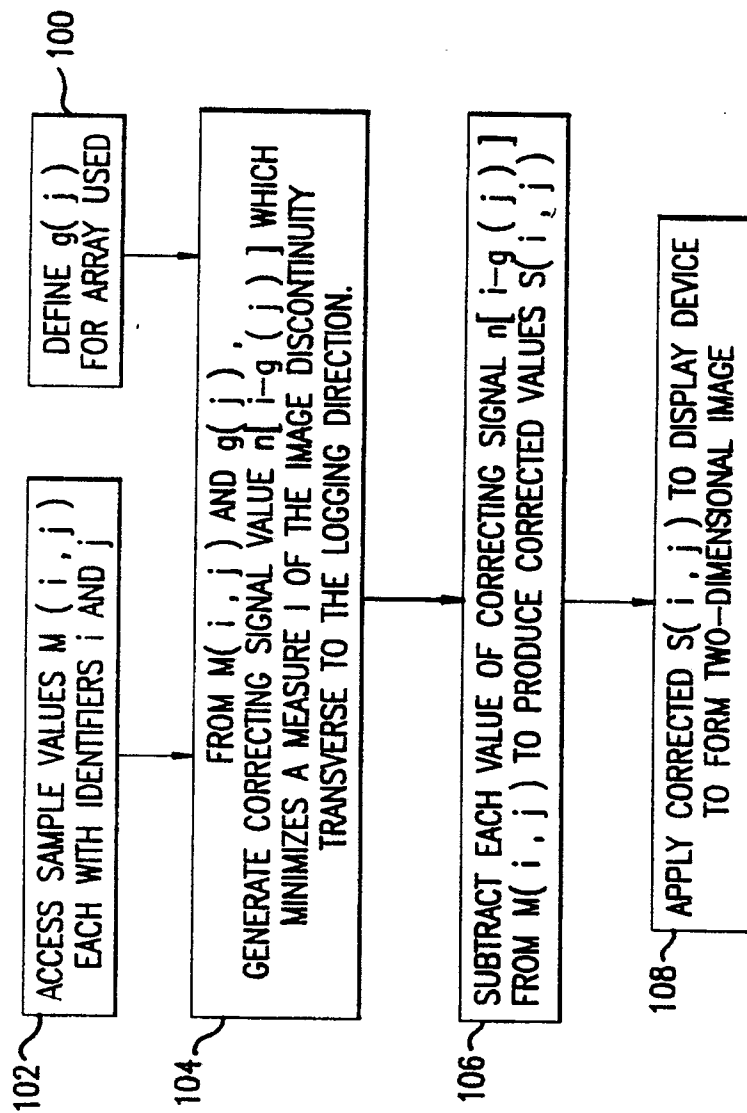 102
ACCESS SAMPLE VALUES M ( i , j )
EACH WITH IDENTIFIERS i AND j
100
DEFINE g( j )
FOR ARRAY USED
104
FROM M( i , j ) AND g( j ) ,
GENERATE CORRECTING SIGNAL VALUE n[ i-g ( j ) ] WHICH
MINIMIZES A MEASURE I OF THE IMAGE DISCONTINUITY
TRANSVERSE TO THE LOGGING DIRECTION.
106
SUBTRACT EACH VALUE OF CORRECTING SIGNAL n[ i-g ( j ) ]
FROM M( i , j ) TO PRODUCE CORRECTED VALUES S( i , j )
108
APPLY CORRECTED S( i , j ) TO DISPLAY DEVICE
TO FORM TWO-DIMENSIONAL IMAGE